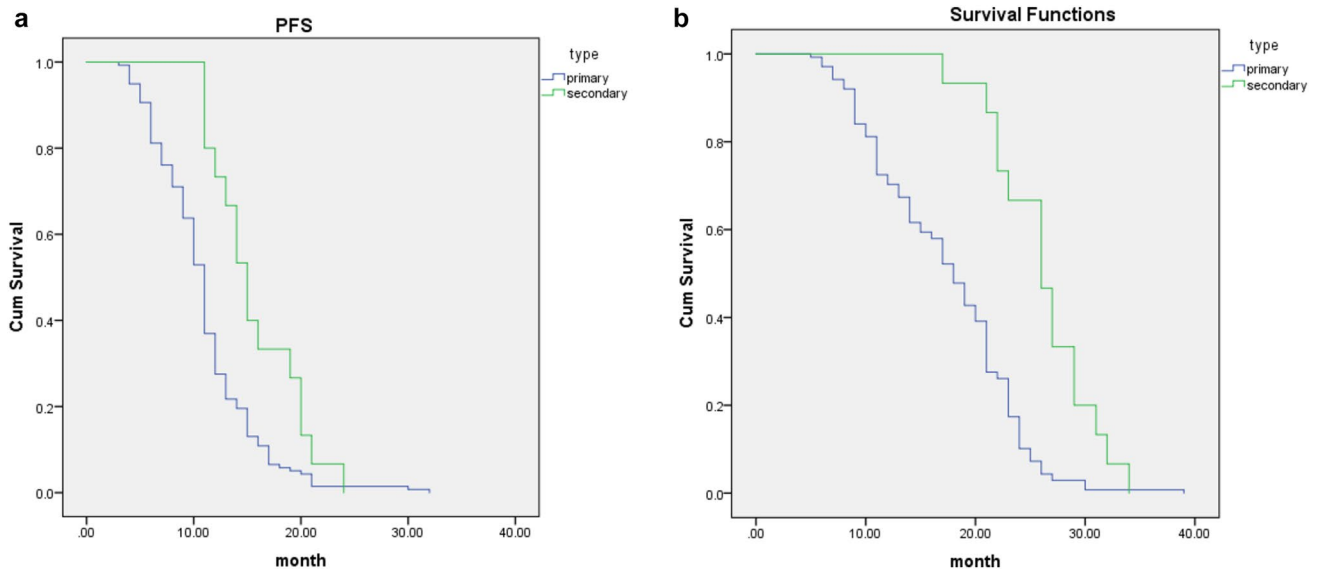 a
PFS
type
primary
secondary
1.0
0.8
0.6
0.4
0.2
0.0
Cum Survival
.00 10.00 20.00 30.00 40.00
month
b
Survival Functions
type
primary
secondary
1.0
0.8
0.6
0.4
0.2
0.0
Cum Survival
.00 10.00 20.00 30.00 40.00
month